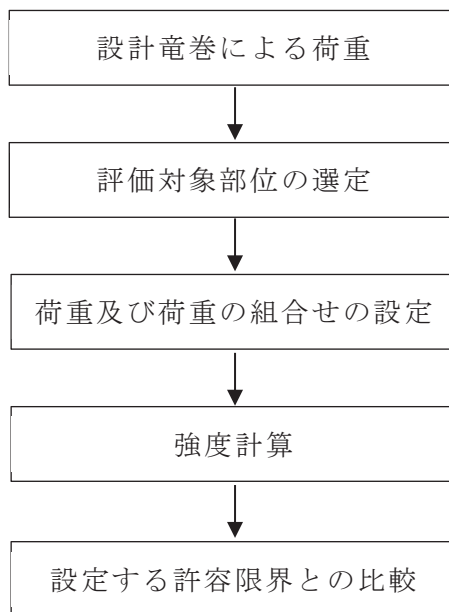 設計竜巻による荷重
評価対象部位の選定
荷重及び荷重の組合せの設定
強度計算
設定する許容限界との比較